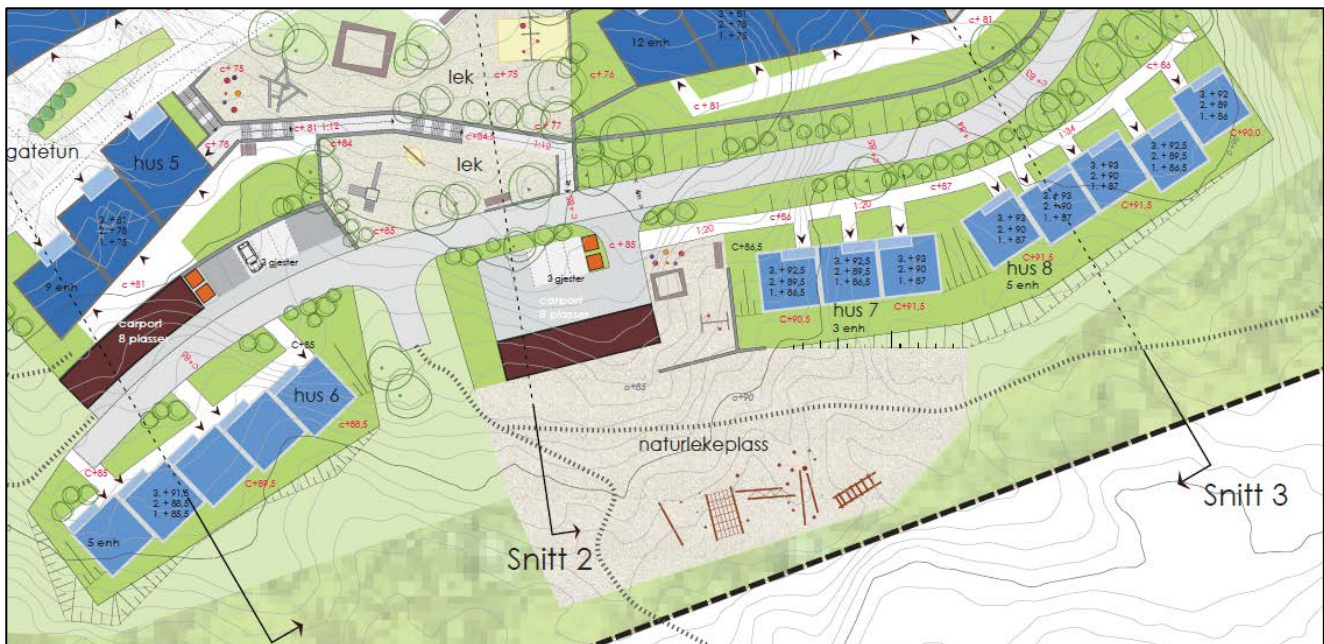 3. + 81
2. + 78
1. + 75
12 enh
c+ 81
c+ 75
lek
c+ 75
c+ 76
c+ 81
c+ 83
c+ 86
3. + 92
2. + 89
1. + 86
C+90,0
gatetun
hus 5
c+ 78
c+ 81
1:12
c+84
c+84,5
c+ 77
1:12
lek
+84
c+ 85
1:34
3. + 92,5
2. + 89,5
1. + 86,5
3. + 93
2. + 90
1. + 87
C+91,5
3. + 93
2. + 90
1. + 87
3. + 93
2. + 90
1. + 87
C+91,5
hus 8
5 enh
c+87
1:20
c+86
1:20
C+86,5
c+ 85
c+85
3. + 81
2. + 78
1. + 75
9 enh
c+81
2 gjester
3 gjester
carport
8 plasser
carport
8 plasser
3. + 92,5
2. + 89,5
1. + 86,5
3. + 92,5
2. + 89,5
1. + 86,5
3. + 93
2. + 90
1. + 87
C+90,5
C+91,5
hus 7
3 enh
c+85
C+85
hus 6
c+88,5
c+85
c+90
naturlekeplass
C+85
C+89,5
3. + 91,5
2. + 88,5
1. + 85,5
5 enh
Snitt 2
Snitt 3